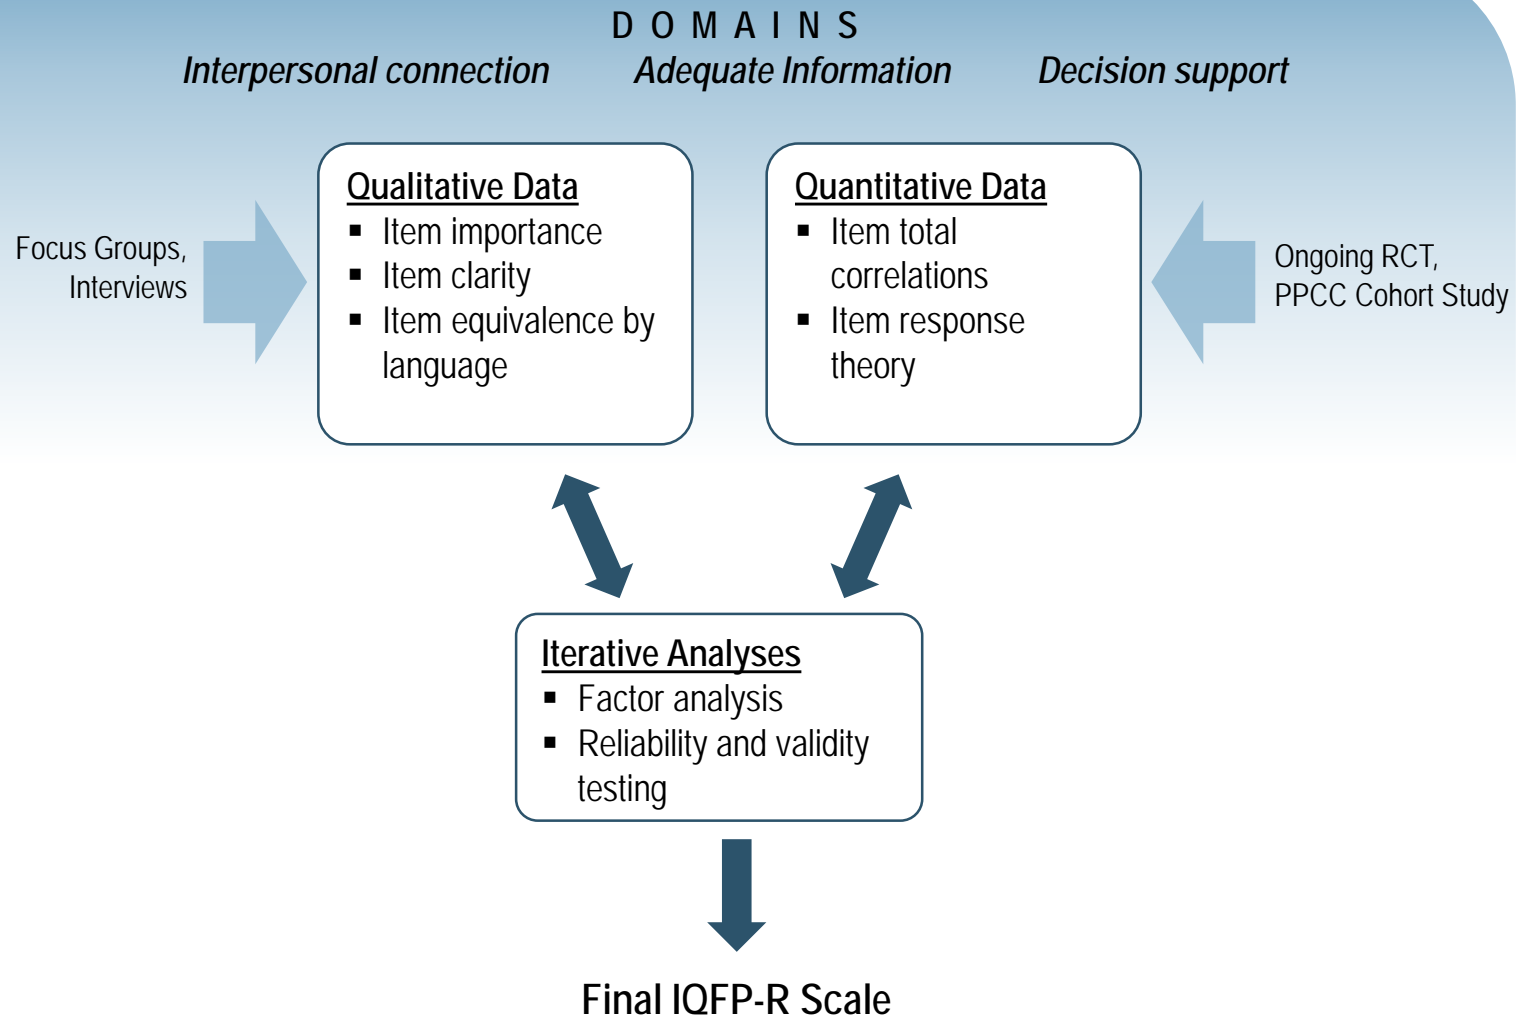 D O M A I N S
Interpersonal connection Adequate Information Decision support
Focus Groups,
Interviews
Qualitative Data
▪ Item importance
▪ Item clarity
▪ Item equivalence by
language
Quantitative Data
▪ Item total
correlations
▪ Item response
theory
Ongoing RCT,
PPCC Cohort Study
Iterative Analyses
▪ Factor analysis
▪ Reliability and validity
testing
Final IQFP-R Scale